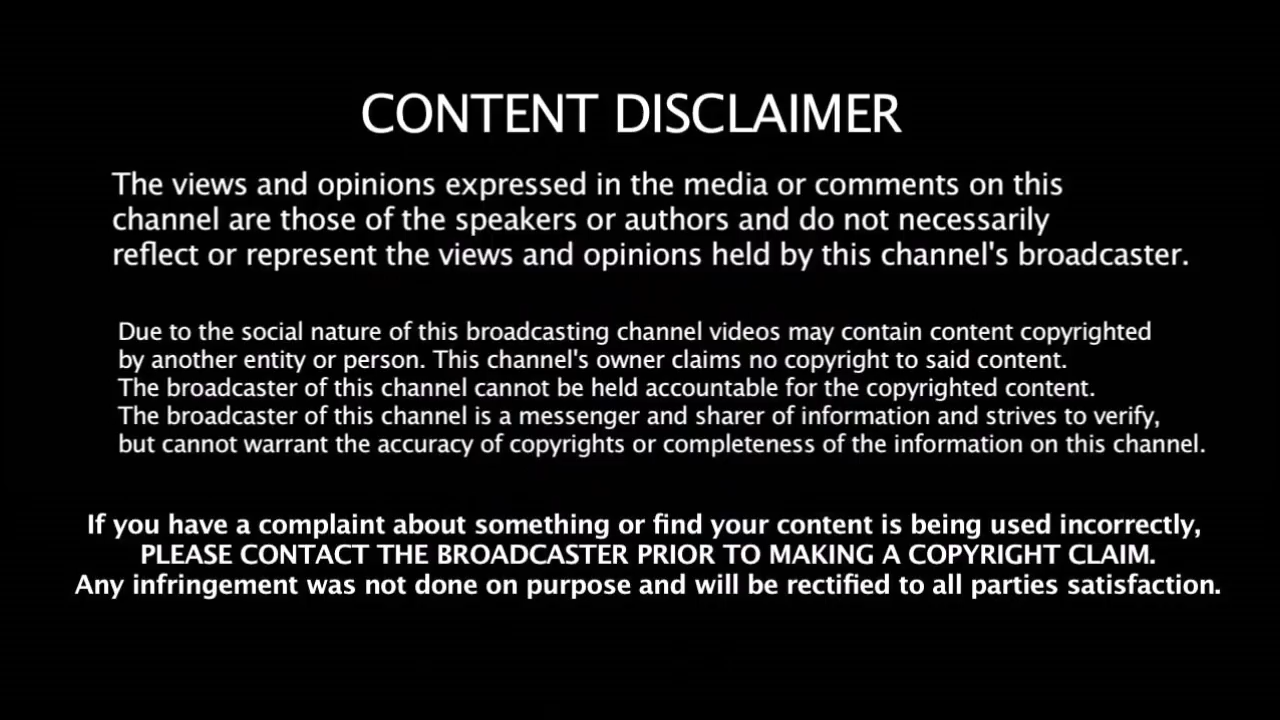 CONTENT DISCLAIMER
The views and opinions expressed in the media or comments on this
channel are those of the speakers or authors and do not necessarily
reflect or represent the views and opinions held by this channel's broadcaster.
Due to the social nature of this broadcasting channel videos may contain content copyrighted
by another entity or person. This channel's owner claims no copyright to said content.
The broadcaster of this channel cannot be held accountable for the copyrighted content.
The broadcaster of this channel is a messenger and sharer of information and strives to verify,
but cannot warrant the accuracy of copyrights or completeness of the information on this channel.
If you have a complaint about something or find your content is being used incorrectly,
PLEASE CONTACT THE BROADCASTER PRIOR TO MAKING A COPYRIGHT CLAIM.
Any infringement was not done on purpose and will be rectified to all parties satisfaction.